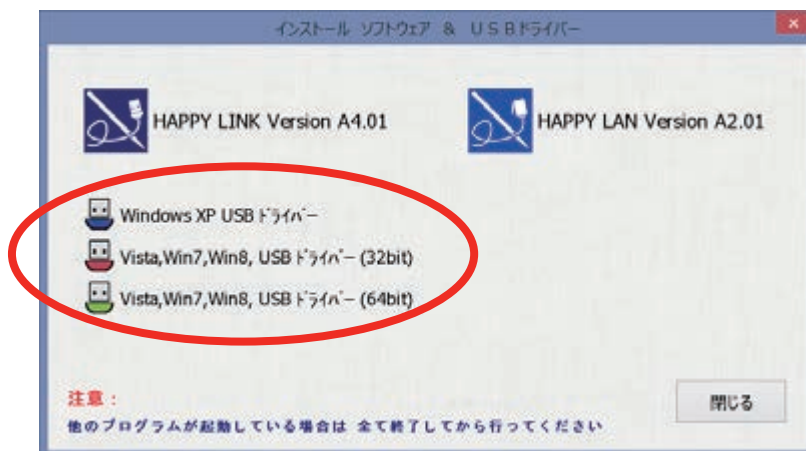 インストール ソフトウェア & USBドライバー
HAPPY LINK Version A4.01
HAPPY LAN Version A2.01
Windows XP USB ﾄﾞﾗｲﾊﾞｰ
Vista,Win7,Win8, USB ﾄﾞﾗｲﾊﾞｰ (32bit)
Vista,Win7,Win8, USB ﾄﾞﾗｲﾊﾞｰ (64bit)
注意：
他のプログラムが起動している場合は 全て終了してから行ってください
閉じる